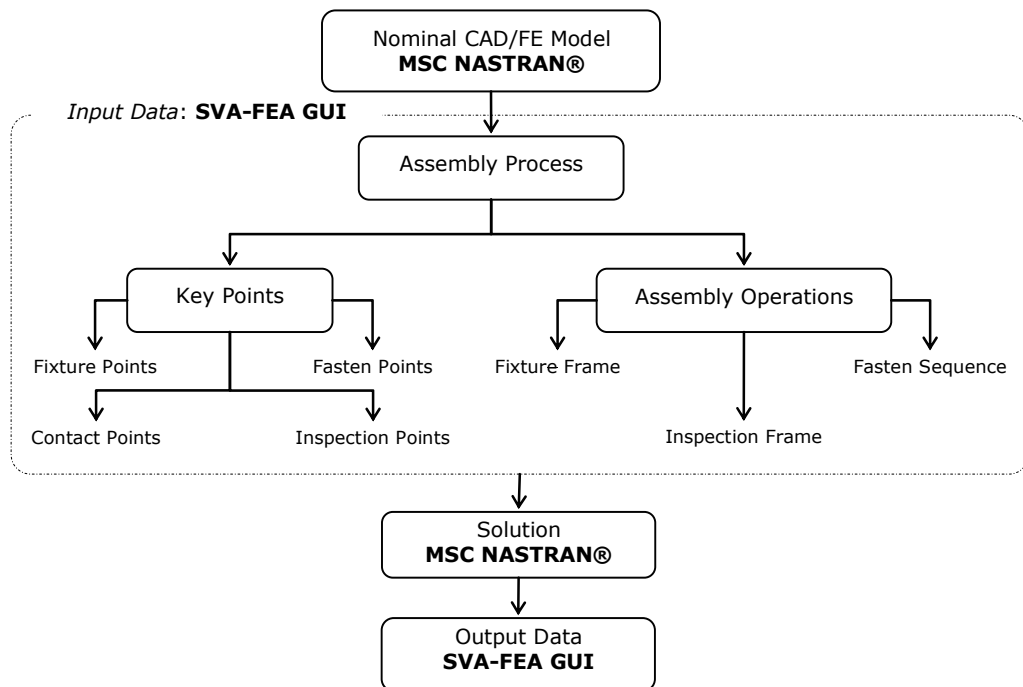 Nominal CAD/FE Model
MSC NASTRAN®
Input Data: SVA-FEA GUI
Assembly Process
Key Points
Assembly Operations
Fixture Points
Fasten Points
Fixture Frame
Fasten Sequence
Contact Points
Inspection Points
Inspection Frame
Solution
MSC NASTRAN®
Output Data
SVA-FEA GUI